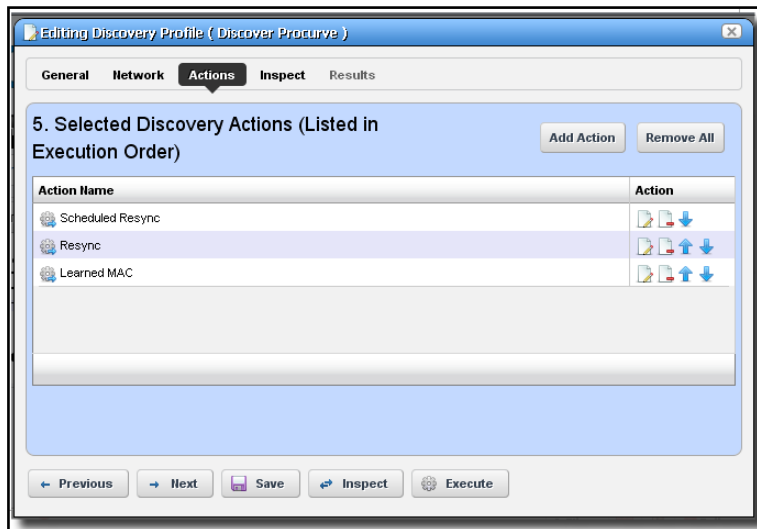 Editing Discovery Profile ( Discover Procurve )
General Network Actions Inspect Results
5. Selected Discovery Actions (Listed in
Execution Order)
Add Action Remove All
Action Name Action
Scheduled Resync
Resync
Learned MAC
Previous Next Save Inspect Execute